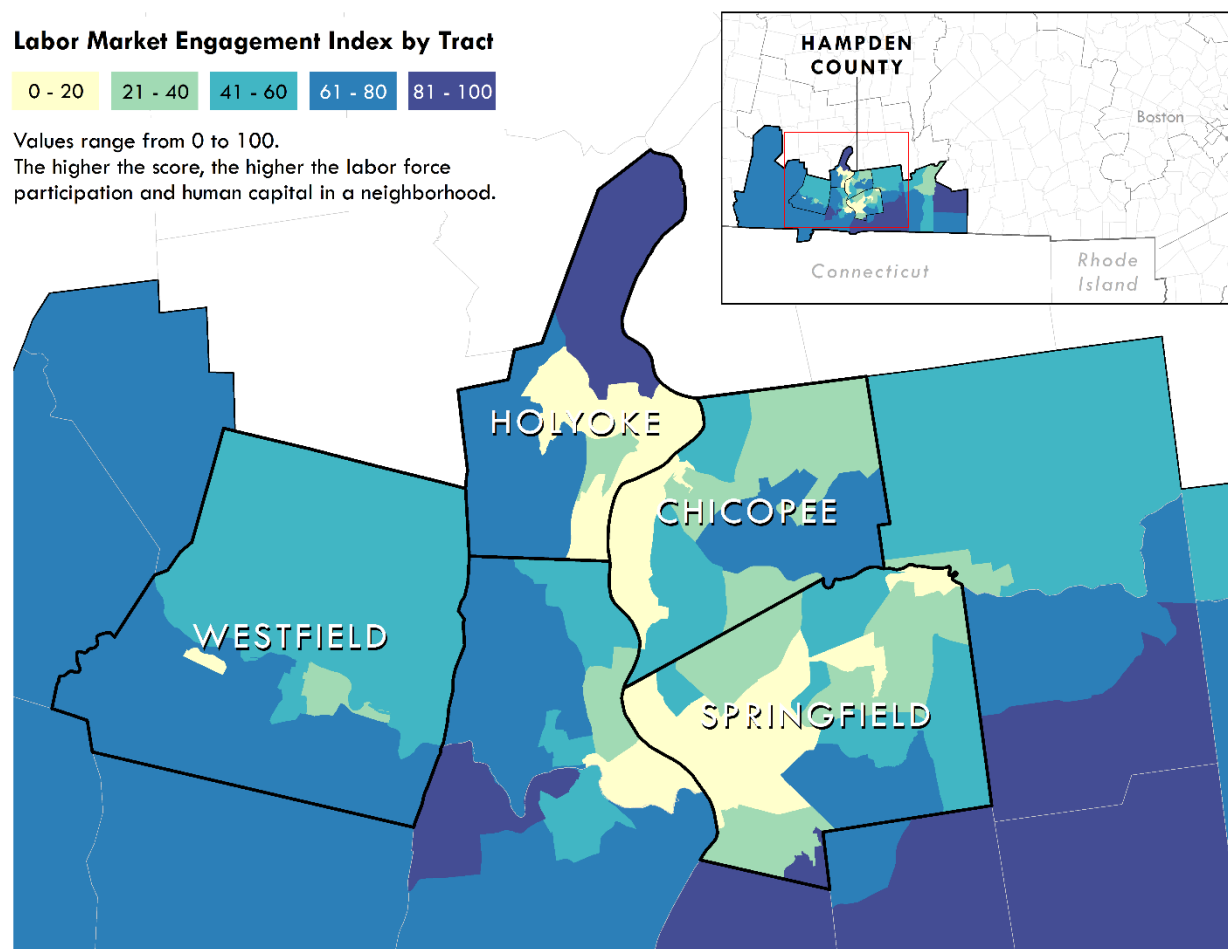 Labor Market Engagement Index by Tract
0 - 20
21 - 40
41 - 60
61 - 80
81 - 100
Values range from 0 to 100.
The higher the score, the higher the labor force
participation and human capital in a neighborhood.
HAMPDEN
COUNTY
Boston
Connecticut
Rhode
Island
HOLYOKE
CHICOPEE
WESTFIELD
SPRINGFIELD